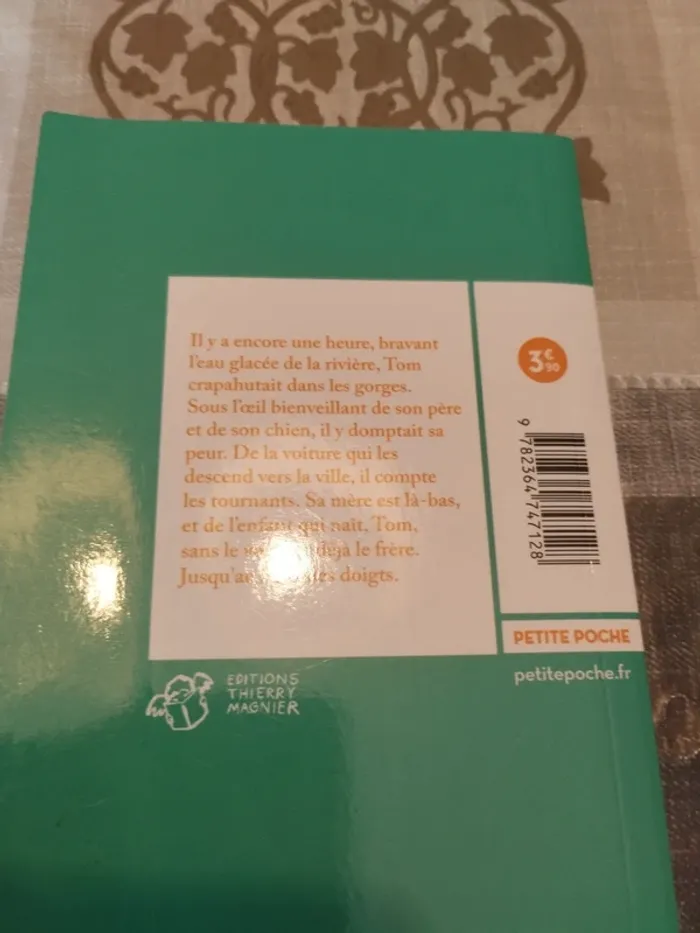 Il y a encore une heure, bravant
l'eau glacée de la rivière, Tom
crapahutait dans les gorges.
Sous l'œil bienveillant de son père
et de son chien, il y domptait sa
peur. De la voiture qui les
descend vers la ville, il compte
les tournants. Sa mère est là-bas,
et de l'enfant qui naît, Tom,
sans le déjà le frère.
doigts.
3€90
9 782364 747128
PETITE POCHE
petitepoche.fr
EDITIONS
THIERRY
MAGNIER